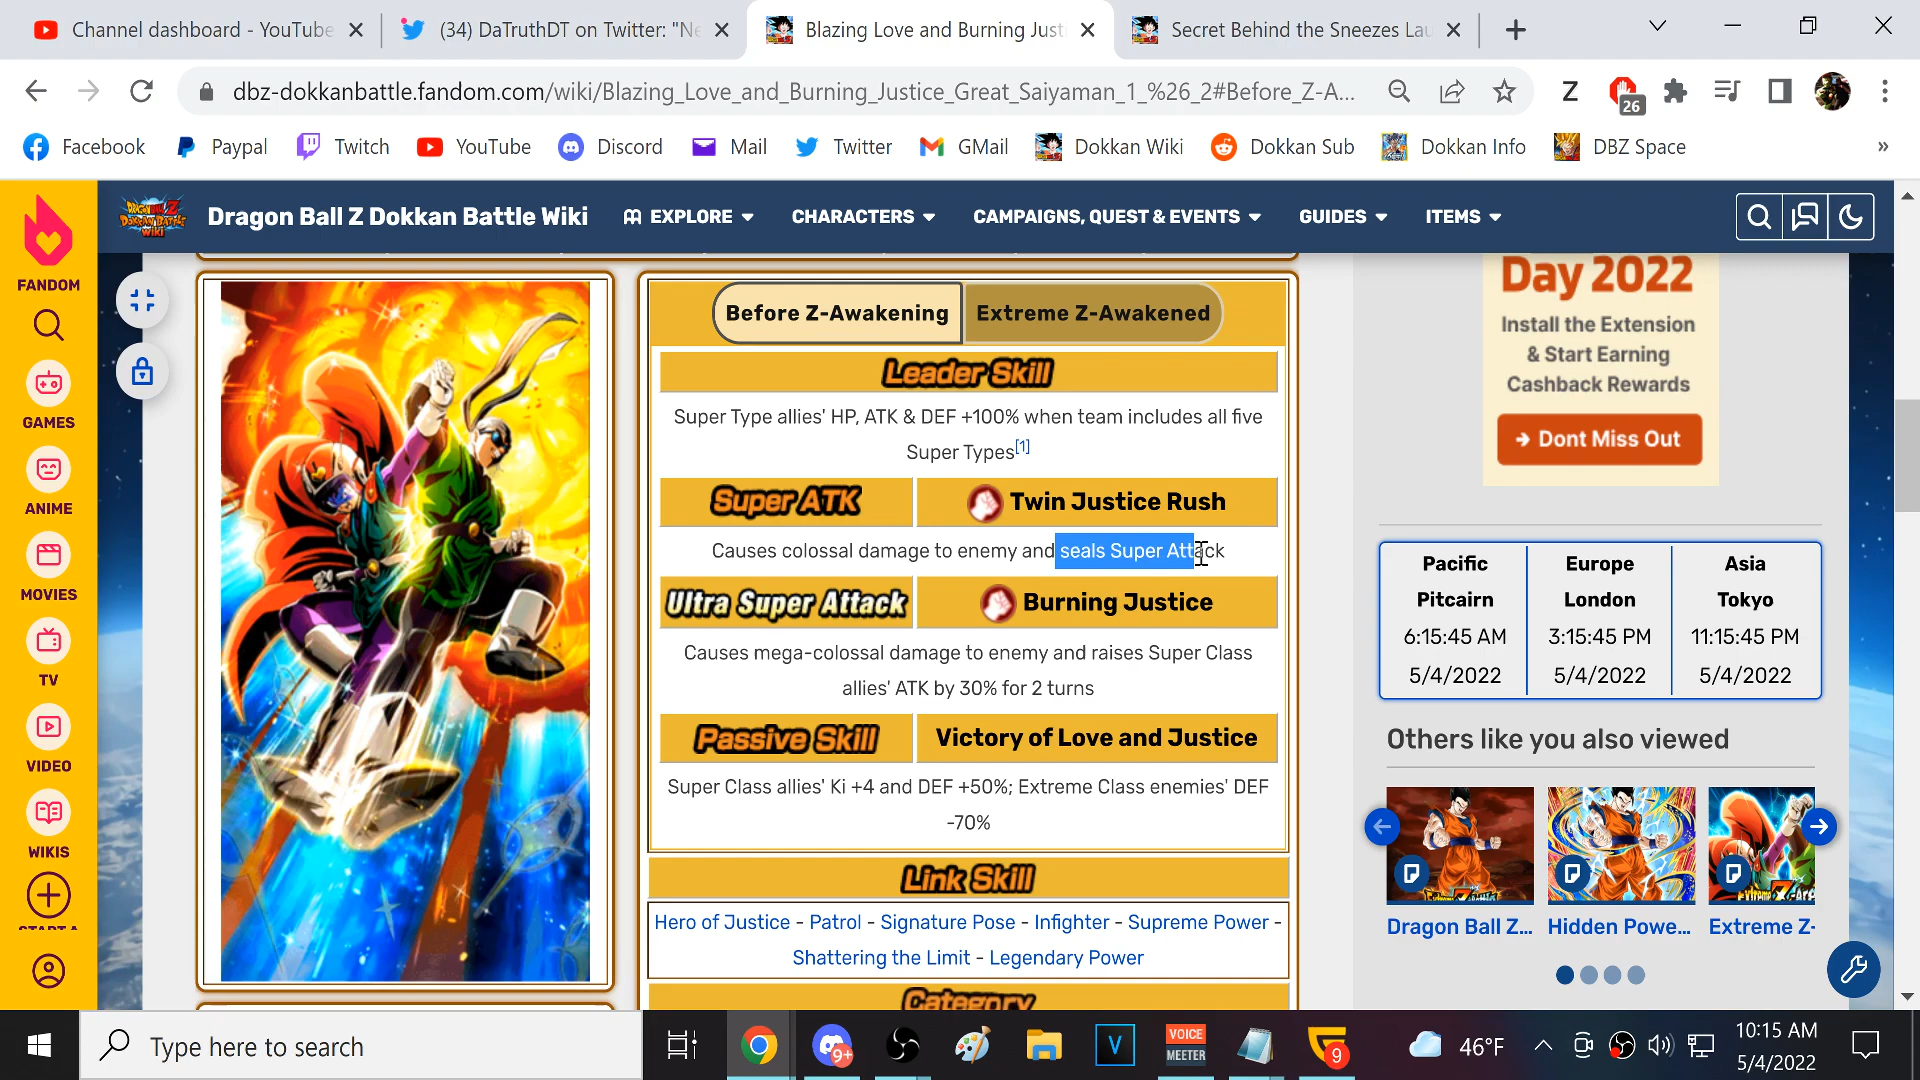 Channel dashboard - YouTube
(34) DaTruthDT on Twitter: "Ne
Blazing Love and Burning Just
Secret Behind the Sneezes Lau
dbz-dokkanbattle.fandom.com/wiki/Blazing_Love_and_Burning_Justice_Great_Saiyaman_1_%26_2#Before_Z-A...
Z
26
Facebook
Paypal
Twitch
YouTube
Discord
Mail
Twitter
GMail
Dokkan Wiki
Dokkan Sub
Dokkan Info
DBZ Space
»
Dragon Ball Z Dokkan Battle Wiki
EXPLORE
CHARACTERS
CAMPAIGNS, QUEST & EVENTS
GUIDES
ITEMS
FANDOM
GAMES
ANIME
MOVIES
TV
VIDEO
WIKIS
START A
Before Z-Awakening
Extreme Z-Awakened
Leader Skill
Super Type allies' HP, ATK & DEF +100% when team includes all five
Super Types[1]
Super ATK
Twin Justice Rush
Causes colossal damage to enemy and seals Super Attack
Ultra Super Attack
Burning Justice
Causes mega-colossal damage to enemy and raises Super Class
allies' ATK by 30% for 2 turns
Passive Skill
Victory of Love and Justice
Super Class allies' Ki +4 and DEF +50%; Extreme Class enemies' DEF
-70%
Link Skill
Hero of Justice - Patrol - Signature Pose - Infighter - Supreme Power -
Shattering the Limit - Legendary Power
Category
Day 2022
Install the Extension
& Start Earning
Cashback Rewards
Dont Miss Out
Pacific
Pitcairn
6:15:45 AM
5/4/2022
Europe
London
3:15:45 PM
5/4/2022
Asia
Tokyo
11:15:45 PM
5/4/2022
Others like you also viewed
Dragon Ball Z...
Hidden Powe...
Extreme Z-
Type here to search
9+
V
VOICE
MEETER
9
46°F
10:15 AM
5/4/2022